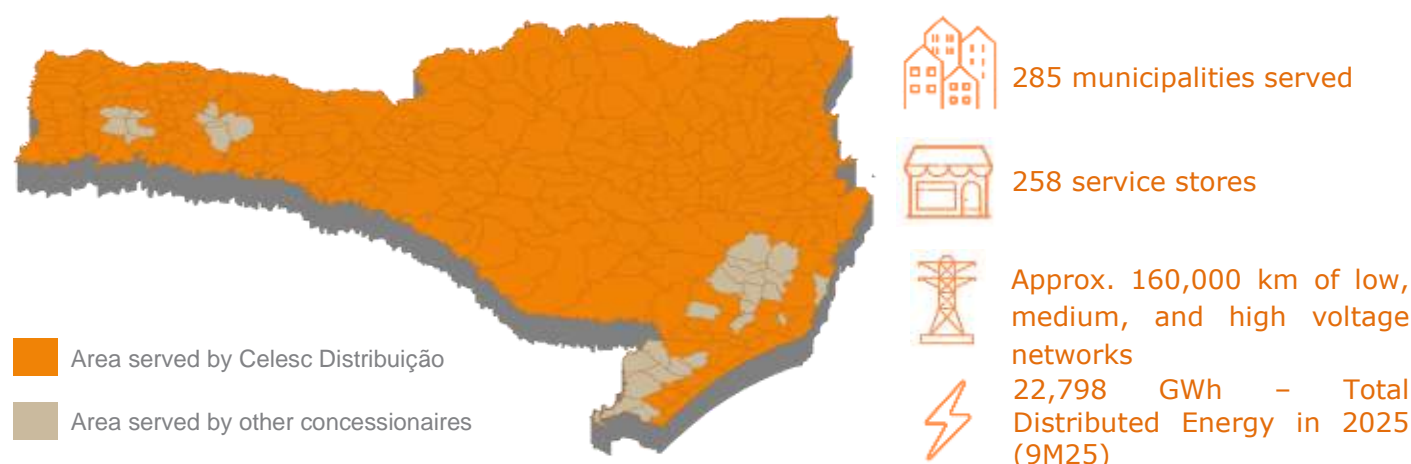 285 municipalities served
258 service stores
Approx. 160,000 km of low,
medium, and high voltage
networks
22,798 GWh – Total
Distributed Energy in 2025
(9M25)
Area served by Celesc Distribuição
Area served by other concessionaires